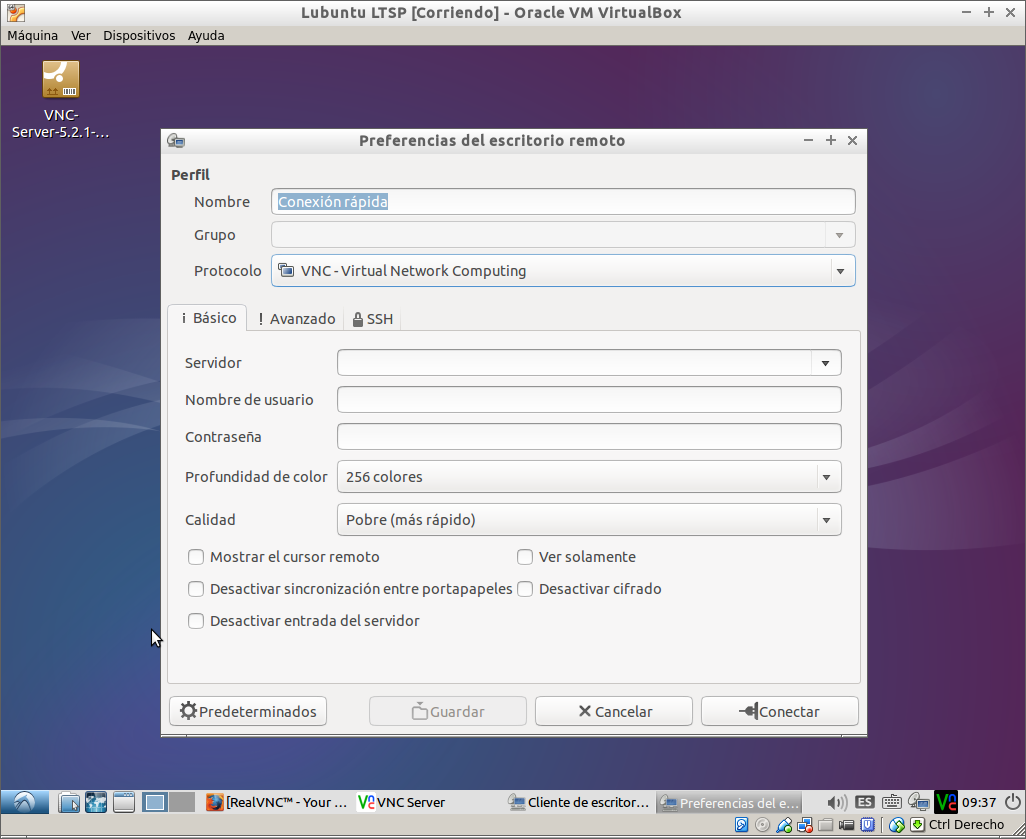 Lubuntu LTSP [Corriendo] - Oracle VM VirtualBox
Máquina Ver Dispositivos Ayuda
VNC-
Server-5.2.1-...
Preferencias del escritorio remoto
Perfil
Nombre Conexión rápida
Grupo
Protocolo VNC - Virtual Network Computing
i Básico ! Avanzado SSH
Servidor
Nombre de usuario
Contraseña
Profundidad de color 256 colores
Calidad Pobre (más rápido)
Mostrar el cursor remoto Ver solamente
Desactivar sincronización entre portapapeles Desactivar cifrado
Desactivar entrada del servidor
Predeterminados Guardar Cancelar Conectar
[RealVNC™ - Your ... VNC Server Cliente de escritor... Preferencias del e... ES 09:37
Ctrl Derecho